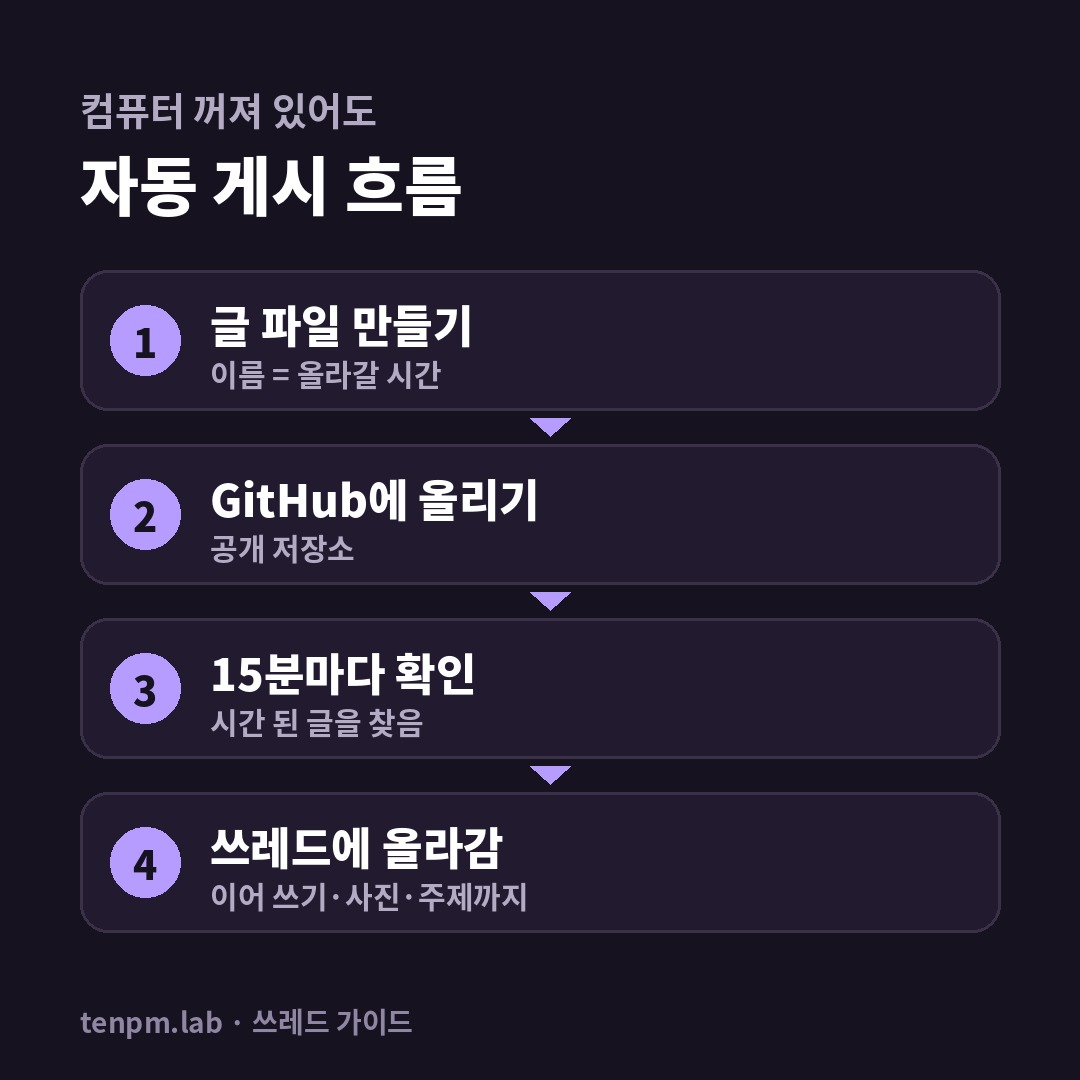 컴퓨터 꺼져 있어도
자동 게시 흐름
1
글 파일 만들기
이름 = 올라갈 시간
2
GitHub에 올리기
공개 저장소
3
15분마다 확인
시간 된 글을 찾음
4
쓰레드에 올라감
이어 쓰기·사진·주제까지
tenpm.lab · 쓰레드 가이드